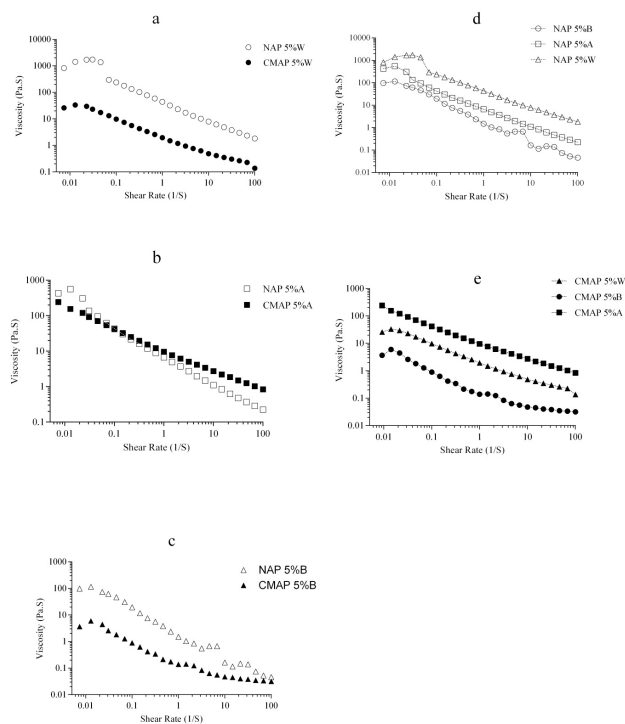 a
NAP 5%W
CMAP 5%W
Viscosity (Pa.S)
10000
1000
100
10
1
0.1
0.01 0.1 1 10 100
Shear Rate (1/S)
d
NAP 5%B
NAP 5%A
NAP 5%W
Viscosity (Pa.S)
10000
1000
100
10
1
0.1
0.01
0.001
0.01 0.1 1 10 100
Shear Rate (1/S)
b
NAP 5%A
CMAP 5%A
Viscosity (Pa.S)
1000
100
10
1
0.1
0.01 0.1 1 10 100
Shear Rate (1/S)
e
CMAP 5%W
CMAP 5%B
CMAP 5%A
Viscosity (Pa.S)
1000
100
10
1
0.1
0.01
0.01 0.1 1 10 100
Shear Rate (1/S)
c
NAP 5%B
CMAP 5%B
Viscosity (Pa.S)
1000
100
10
1
0.1
0.01
0.01 0.1 1 10 100
Shear Rate (1/S)